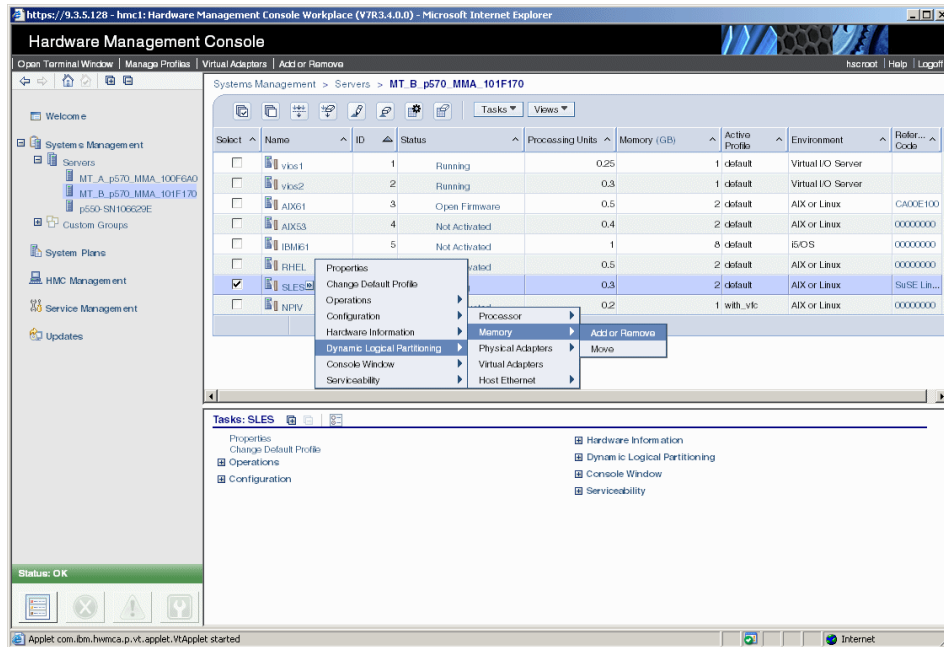 https://9.3.5.128 - hmc1: Hardware Management Console Workplace (V7R3.4.0.0) - Microsoft Internet Explorer
Hardware Management Console
Open Terminal Window | Manage Profiles | Virtual Adapters | Add or Remove hscroot | Help | Logoff
Systems Management > Servers > MT_B_p570_MMA_101F170
Tasks Views
Welcome
Systems Management
Servers
MT_A_p570_MMA_100F6A0
MT_B_p570_MMA_101F170
p550-SN106629E
Custom Groups
System Plans
HMC Management
Service Management
Updates
Select Name ID Status Processing Units Memory (GB) Active Profile Environment Refer... Code
vios1 1 Running 0.25 1 default Virtual I/O Server
vios2 2 Running 0.3 1 default Virtual I/O Server
AIX61 3 Open Firmware 0.5 2 default AIX or Linux CA00E100
AIX53 4 Not Activated 0.4 2 default AIX or Linux 00000000
IBMi61 5 Not Activated 1 8 default i5/OS 00000000
RHEL vated 0.5 2 default AIX or Linux 00000000
SLES 0.3 2 default AIX or Linux SuSE Lin...
NPIV 0.2 1 with_vfc AIX or Linux 00000000
Properties
Change Default Profile
Operations
Configuration
Hardware Information
Dynamic Logical Partitioning
Console Window
Serviceability
Processor
Memory
Physical Adapters
Virtual Adapters
Host Ethernet
Add or Remove
Move
Tasks: SLES
Properties
Change Default Profile
Operations
Configuration
Hardware Information
Dynamic Logical Partitioning
Console Window
Serviceability
Status: OK
Applet com.ibm.hwmca.p.vt.applet.VtApplet started Internet